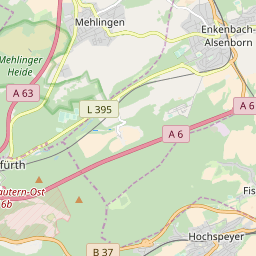 Mehlingen
Enkenbach-
Alsenborn
Mehlinger
Heide
A 63
L 395
A 6
A 6
fürth
autern-Ost
6b
Fis
B 37
Hochspeyer